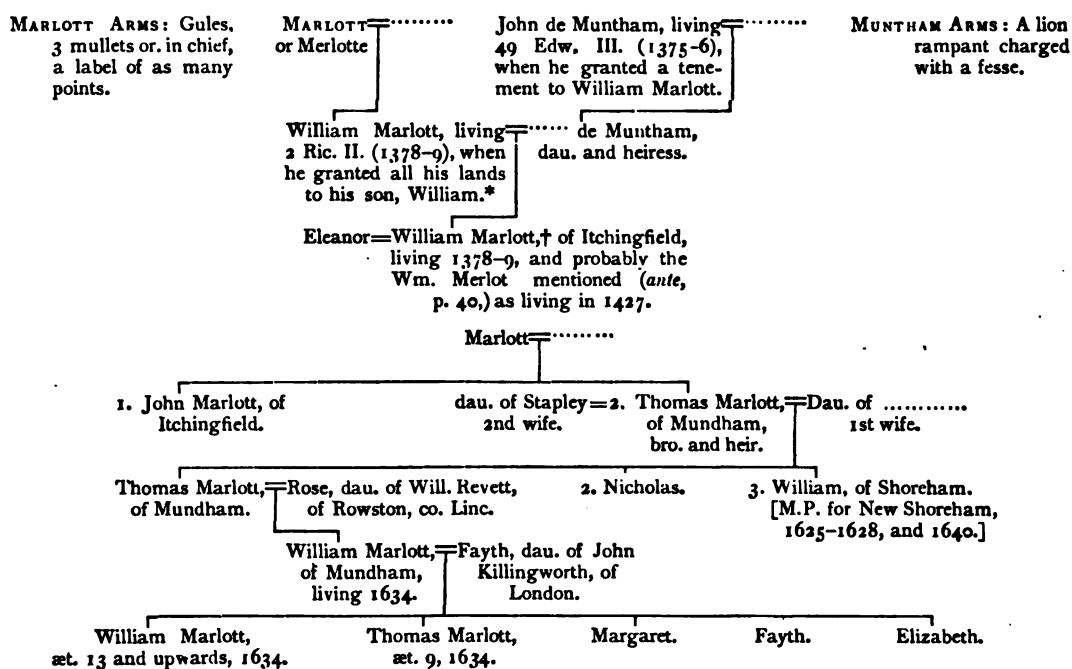 MARLOTT ARMS: Gules,
3 mullets or. in chief,
a label of as many
points.
MARLOTT=.........
or Merlotte
John de Muntham, living=.........
49 Edw. III. (1375-6),
when he granted a tene-
ment to William Marlott.
MUNTHAM ARMS: A lion
rampant charged
with a fesse.
William Marlott, living=...... de Muntham,
2 Ric. II. (1378-9), when
he granted all his lands
to his son, William.*
dau. and heiress.
Eleanor=William Marlott,† of Itchingfield,
living 1378-9, and probably the
Wm. Merlot mentioned (ante,
p. 40,) as living in 1427.
Marlott=.........
1. John Marlott, of
Itchingfield.
dau. of Stapley=2. Thomas Marlott,=Dau. of ............
2nd wife.
of Mundham,
bro. and heir.
1st wife.
Thomas Marlott,=Rose, dau. of Will. Revett,
of Mundham.
of Rowston, co. Linc.
2. Nicholas.
3. William, of Shoreham.
[M.P. for New Shoreham,
1625-1628, and 1640.]
William Marlott,=Fayth, dau. of John
of Mundham,
living 1634.
Killingworth, of
London.
William Marlott,
æt. 13 and upwards, 1634.
Thomas Marlott,
æt. 9, 1634.
Margaret.
Fayth.
Elizabeth.